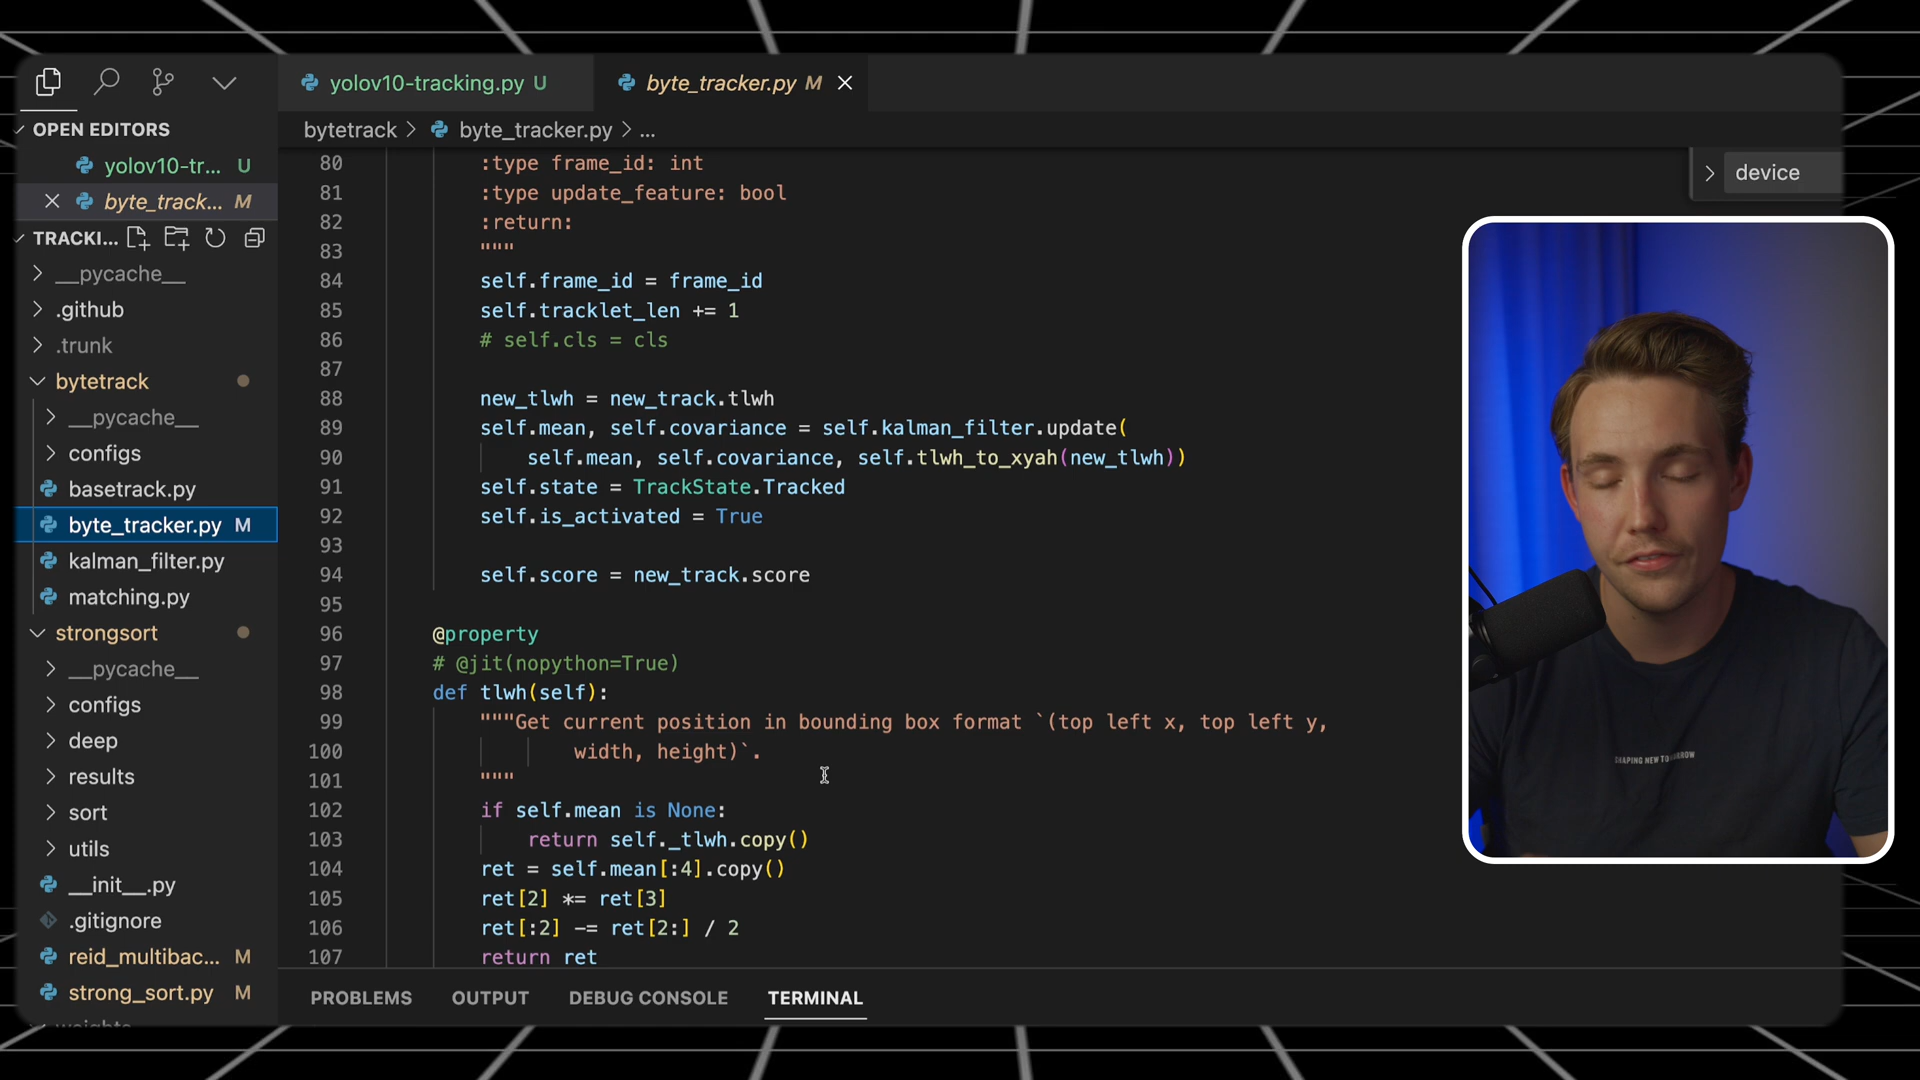 yolov10-tracking.py U
byte_tracker.py M
OPEN EDITORS
bytetrack > byte_tracker.py > ...
yolov10-tr... U
byte_track... M
TRACKI...
__pycache__
.github
.trunk
bytetrack
__pycache__
configs
basetrack.py
byte_tracker.py M
kalman_filter.py
matching.py
strongsort
__pycache__
configs
deep
results
sort
utils
__init__.py
.gitignore
reid_multibac... M
strong_sort.py M
weights
device
80 :type frame_id: int
81 :type update_feature: bool
82 :return:
83 """
84 self.frame_id = frame_id
85 self.tracklet_len += 1
86 # self.cls = cls
87
88 new_tlwh = new_track.tlwh
89 self.mean, self.covariance = self.kalman_filter.update(
90 self.mean, self.covariance, self.tlwh_to_xyah(new_tlwh))
91 self.state = TrackState.Tracked
92 self.is_activated = True
93
94 self.score = new_track.score
95
96 @property
97 # @jit(nopython=True)
98 def tlwh(self):
99 """Get current position in bounding box format `(top left x, top left y,
100 width, height)`.
101 """
102 if self.mean is None:
103 return self._tlwh.copy()
104 ret = self.mean[:4].copy()
105 ret[2] *= ret[3]
106 ret[:2] -= ret[2:] / 2
107 return ret
SHAPING NEW TOMORROW
PROBLEMS OUTPUT DEBUG CONSOLE TERMINAL